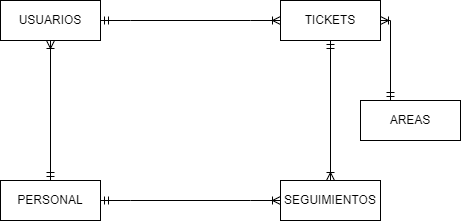 USUARIOS
TICKETS
AREAS
PERSONAL
SEGUIMIENTOS